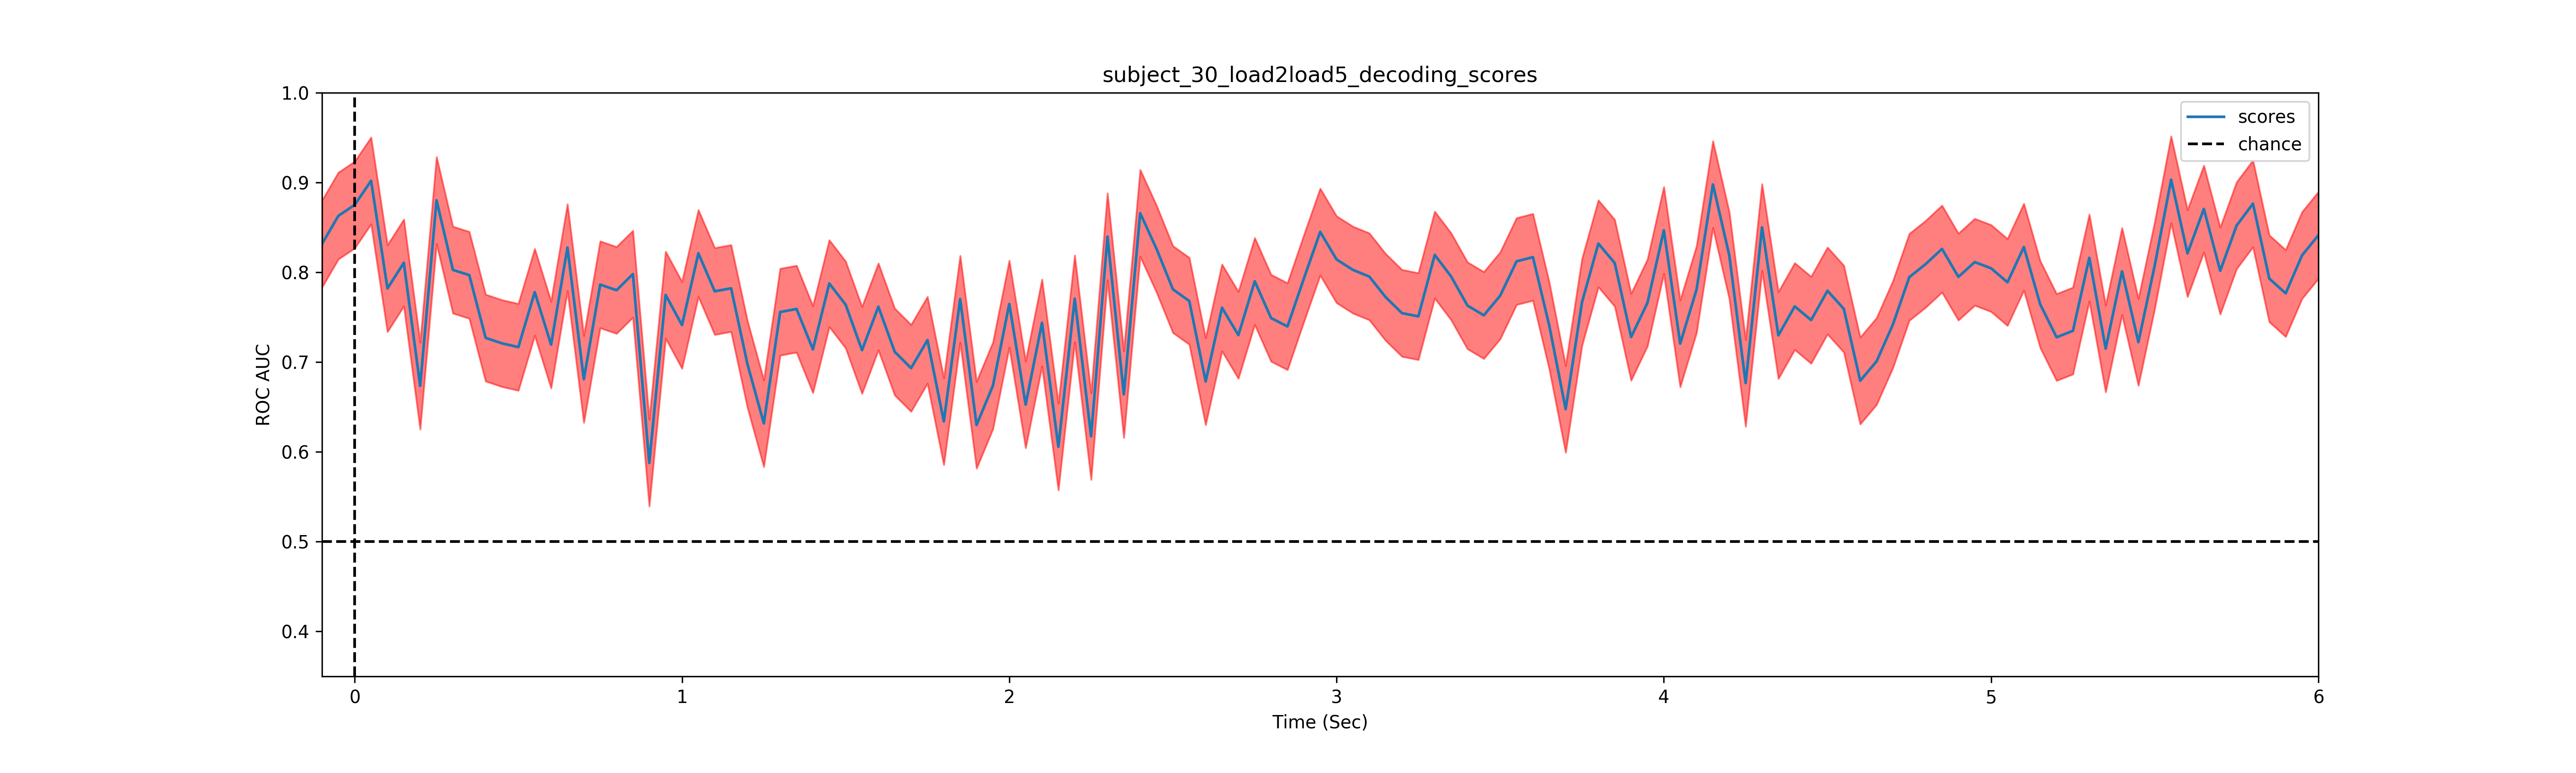 subject_30_load2load5_decoding_scores
1.0
0.9
0.8
0.7
0.6
0.5
0.4
ROC AUC
scores
chance
0 1 2 3 4 5 6
Time (Sec)